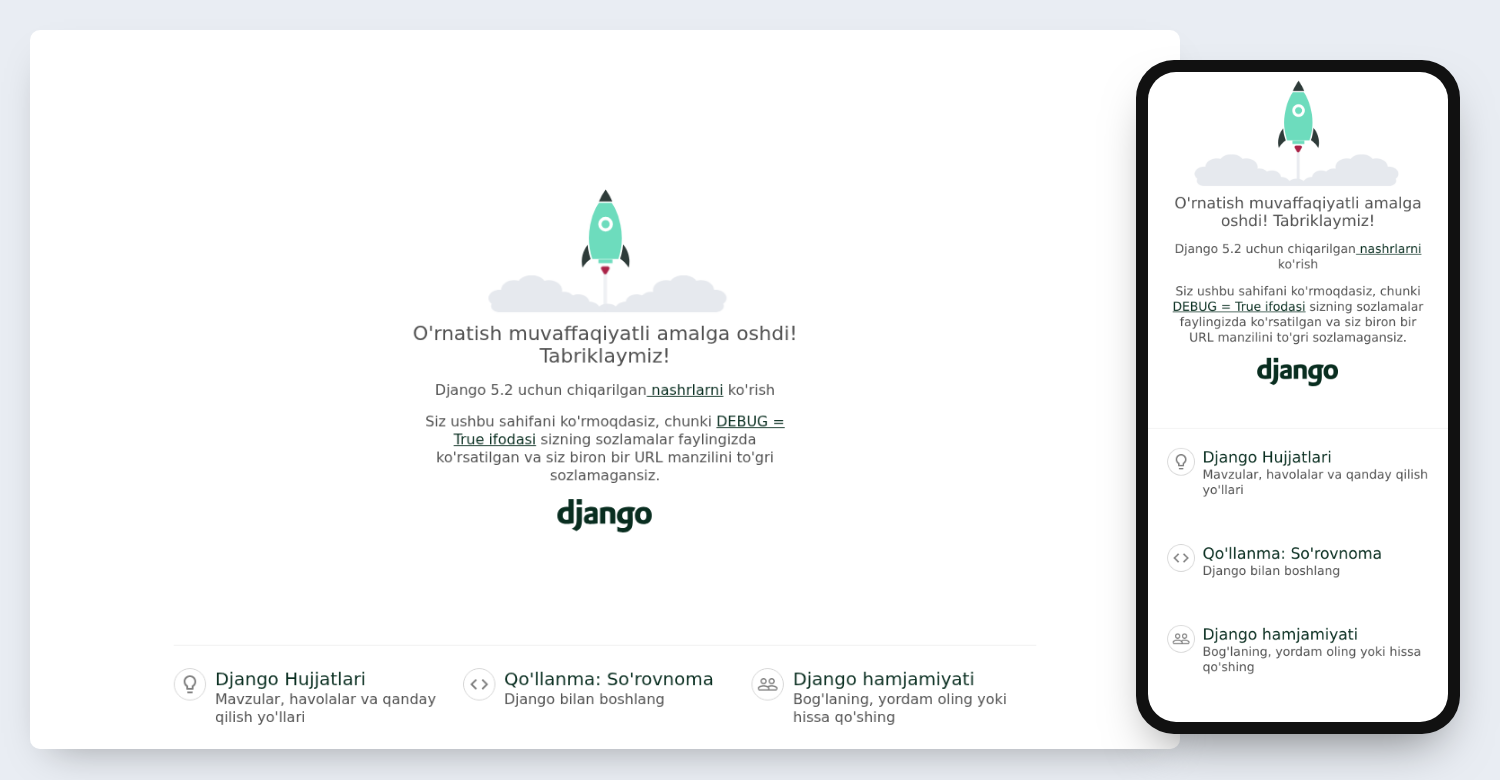 O'rnatish muvaffaqiyatli amalga oshdi!
Tabriklaymiz!
Django 5.2 uchun chiqarilgan nashrlarni ko'rish
Siz ushbu sahifani ko'rmoqdasiz, chunki DEBUG =
True ifodasi sizning sozlamalar faylingizda
ko'rsatilgan va siz biron bir URL manzilini to'gri
sozlamagansiz.
django
Django Hujjatlari
Mavzular, havolalar va qanday
qilish yo'llari
Qo'llanma: So'rovnoma
Django bilan boshlang
Django hamjamiyati
Bog'laning, yordam oling yoki
hissa qo'shing
O'rnatish muvaffaqiyatli amalga
oshdi! Tabriklaymiz!
Django 5.2 uchun chiqarilgan nashrlarni
ko'rish
Siz ushbu sahifani ko'rmoqdasiz, chunki
DEBUG = True ifodasi sizning sozlamalar
faylingizda ko'rsatilgan va siz biron bir
URL manzilini to'gri sozlamagansiz.
django
Django Hujjatlari
Mavzular, havolalar va qanday qilish
yo'llari
Qo'llanma: So'rovnoma
Django bilan boshlang
Django hamjamiyati
Bog'laning, yordam oling yoki hissa
qo'shing